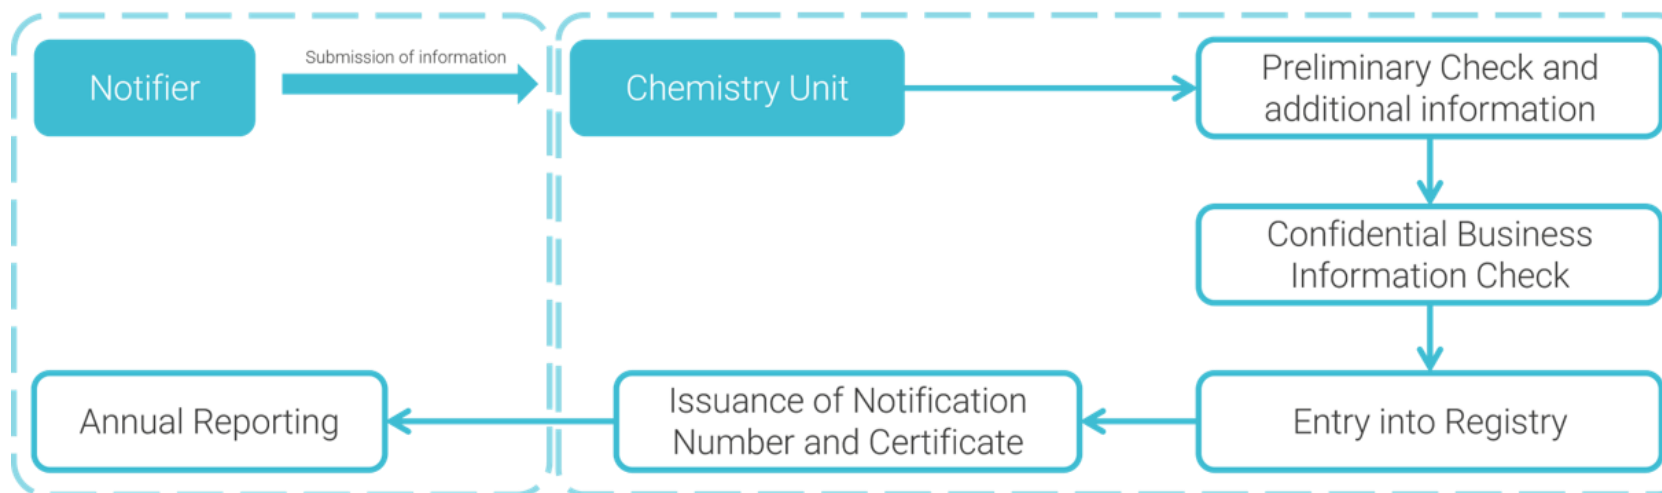 Notifier
Submission of information
Chemistry Unit
Preliminary Check and
additional information
Confidential Business
Information Check
Entry into Registry
Issuance of Notification
Number and Certificate
Annual Reporting